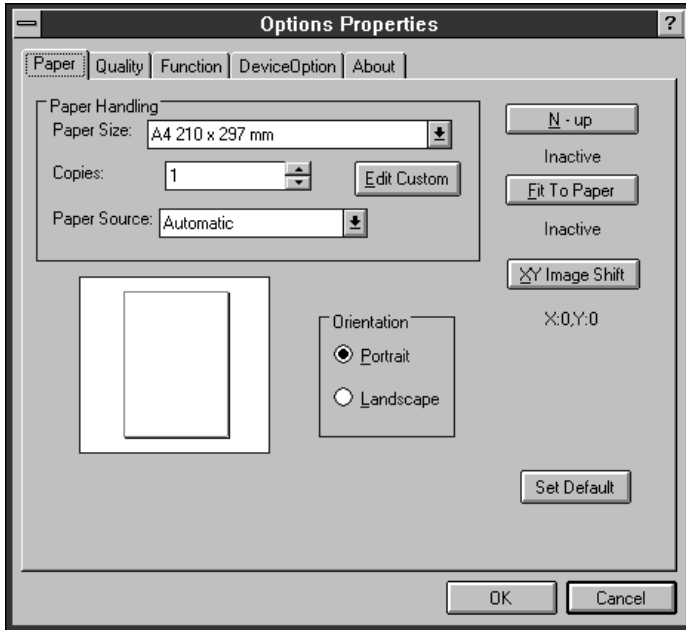 Options Properties
?
Paper Quality Function DeviceOption About
Paper Handling
Paper Size: A4 210 x 297 mm
Copies: 1 Edit Custom
Paper Source: Automatic
N - up
Inactive
Fit To Paper
Inactive
XY Image Shift
X:0,Y:0
Orientation
Portrait
Landscape
Set Default
OK Cancel